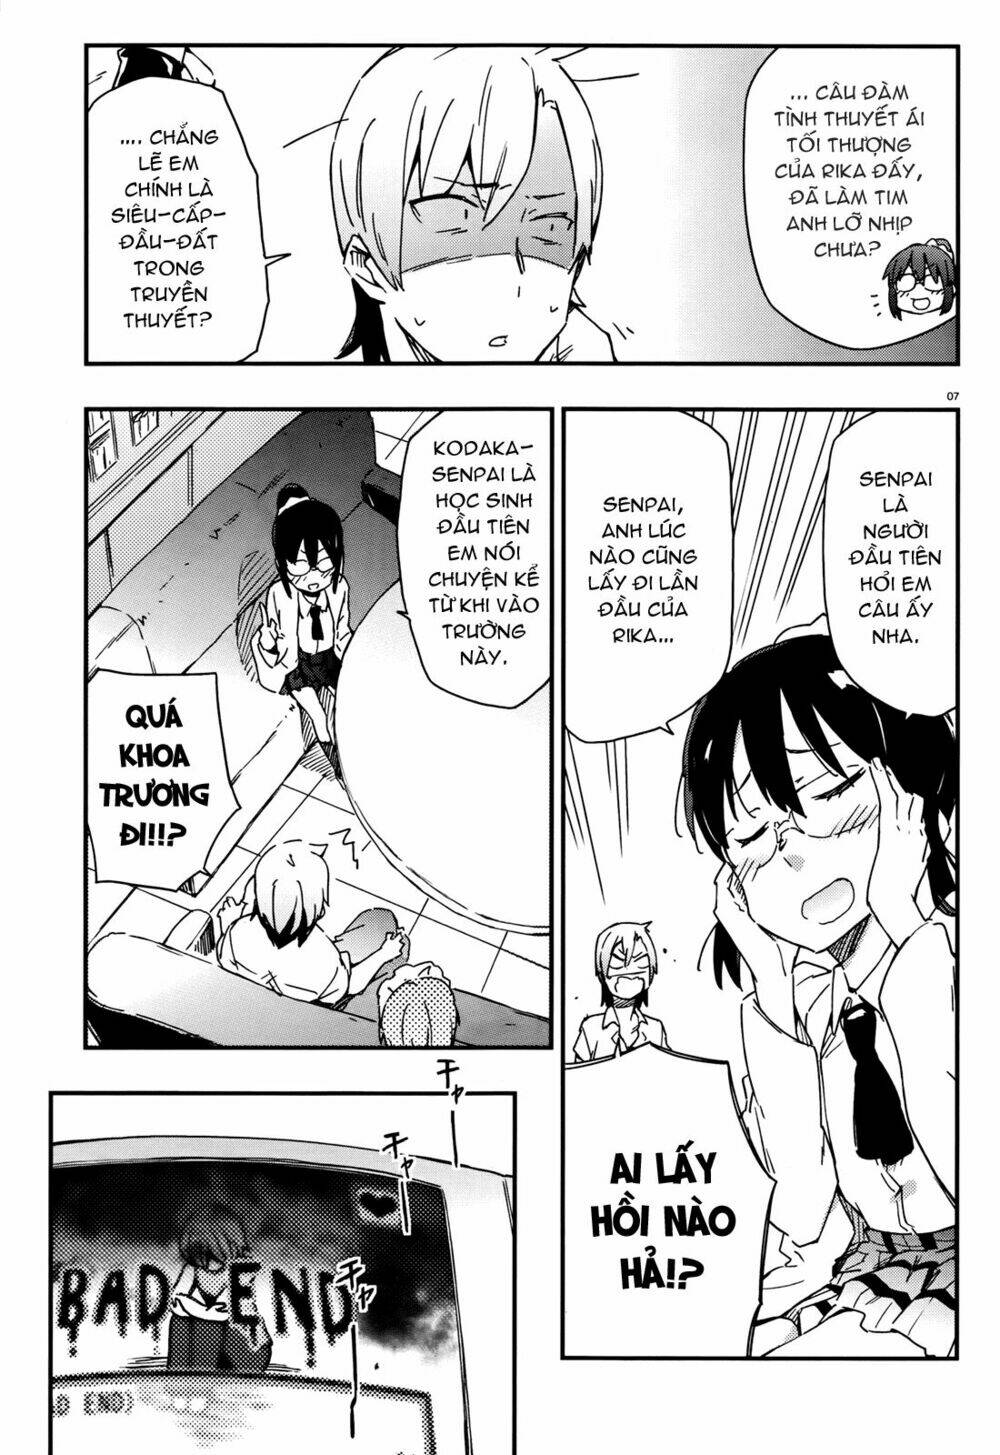 ... CÂU ĐÀM
TÌNH THUYẾT ÁI
TỐI THƯỢNG
CỦA RIKA ĐẤY,
ĐÃ LÀM TIM
ANH LỠ NHỊP
CHƯA?
.... CHẲNG
LẼ EM
CHÍNH LÀ
SIÊU-CẤP-
ĐẦU-ĐẤT
TRONG
TRUYỀN
THUYẾT?
07
SENPAI
LÀ
NGƯỜI
ĐẦU TIÊN
HỎI EM
CÂU ẤY
NHA.
SENPAI,
ANH LÚC
NÀO CŨNG
LẤY ĐI LẦN
ĐẦU CỦA
RIKA...
AI LẤY
HỒI NÀO
HẢ!?
KODAKA-
SENPAI LÀ
HỌC SINH
ĐẦU TIÊN
EM NÓI
CHUYỆN KỂ
TỪ KHI VÀO
TRƯỜNG
NÀY.
QUÁ
KHOA
TRƯƠNG
ĐI!!?
チャ
チャ
チャ
BAD END
D END)